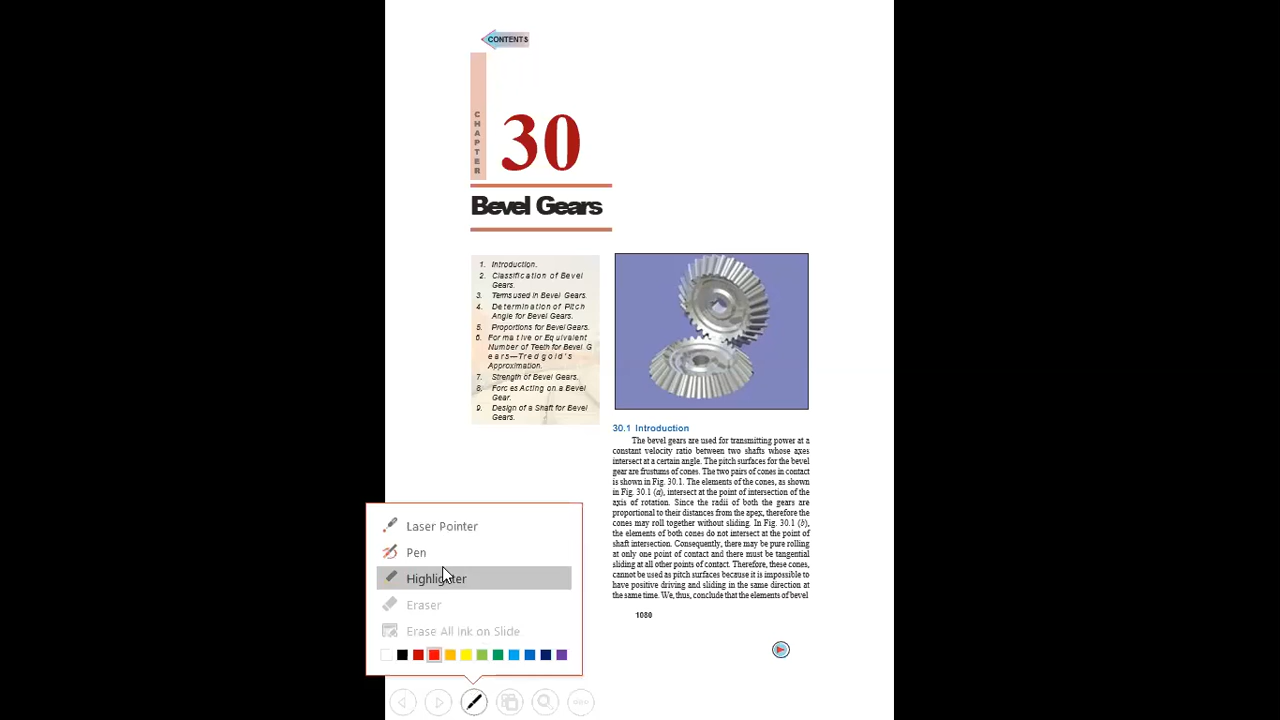 CONTENTS
CHAPTER
30
Bevel Gears
1. Introduction.
2. Classification of Bevel
Gears.
3. Terms used in Bevel Gears.
4. Determination of Pitch
Angle for Bevel Gears.
5. Proportions for Bevel Gears.
6. Formative or Equivalent
Number of Teeth for Bevel G
ears—Tredgold's
Approximation.
7. Strength of Bevel Gears.
8. Forces Acting on a Bevel
Gear.
9. Design of a Shaft for Bevel
Gears.
30.1 Introduction
The bevel gears are used for transmitting power at a
constant velocity ratio between two shafts whose axes
intersect at a certain angle. The pitch surfaces for the bevel
gear are frustums of cones. The two pairs of cones in contact
is shown in Fig. 30.1. The elements of the cones, as shown
in Fig. 30.1 (a), intersect at the point of intersection of the
axis of rotation. Since the radii of both the gears are
proportional to their distances from the apex, therefore the
cones may roll together without sliding. In Fig. 30.1 (b),
the elements of both cones do not intersect at the point of
shaft intersection. Consequently, there may be pure rolling
at only one point of contact and there must be tangential
sliding at all other points of contact. Therefore, these cones,
cannot be used as pitch surfaces because it is impossible to
have positive driving and sliding in the same direction at
the same time. We, thus, conclude that the elements of bevel
1080
Laser Pointer
Pen
Highlighter
Eraser
Erase All Ink on Slide